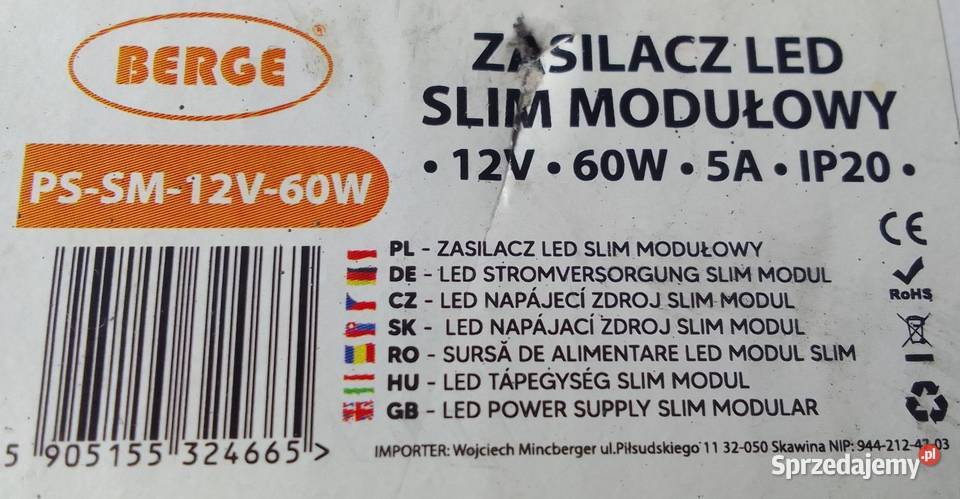 BERGE
®
ZASILACZ LED
SLIM MODUŁOWY
• 12V • 60W • 5A • IP20 •
PS-SM-12V-60W
CE
RoHS
PL - ZASILACZ LED SLIM MODUŁOWY
DE - LED STROMVERSORGUNG SLIM MODUL
CZ - LED NAPÁJECÍ ZDROJ SLIM MODUL
SK - LED NAPÁJACÍ ZDROJ SLIM MODUL
RO - SURSĂ DE ALIMENTARE LED MODUL SLIM
HU - LED TÁPEGYSÉG SLIM MODUL
GB - LED POWER SUPPLY SLIM MODULAR
5 905155 324665 >
IMPORTER: Wojciech Mincberger ul.Piłsudskiego 11 32-050 Skawina NIP:
Sprzedajemy.pl